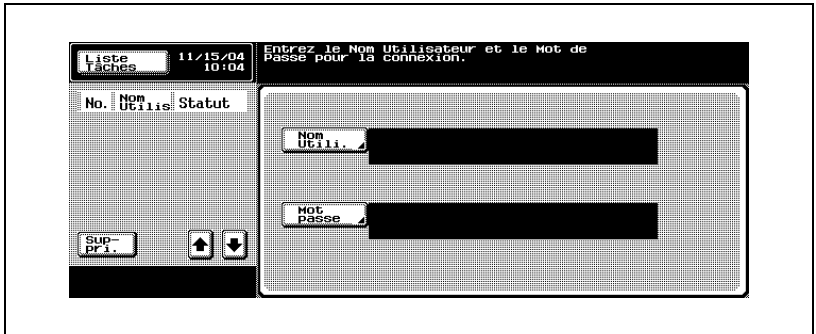 Liste
Tâches
11/15/04
10:04
Entrez le Nom Utilisateur et le Mot de
Passe pour la connexion.
No. Nom
Utilis Statut
Nom
Utili.
Mot
passe
Sup-
pri.